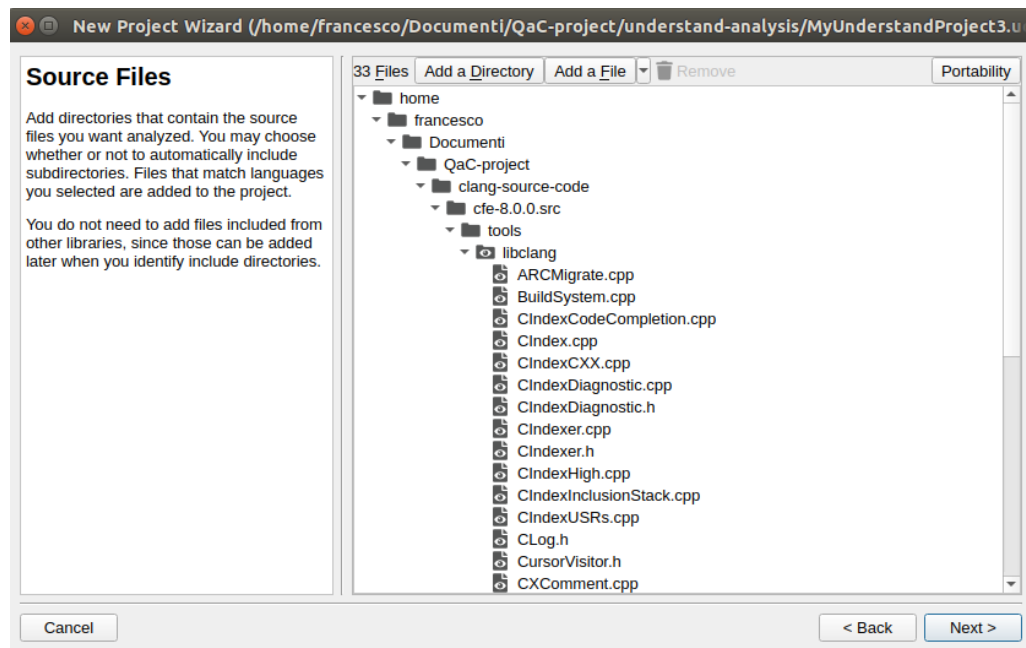 New Project Wizard (/home/francesco/Documenti/QaC-project/understand-analysis/MyUnderstandProject3.u
Source Files
Add directories that contain the source
files you want analyzed. You may choose
whether or not to automatically include
subdirectories. Files that match languages
you selected are added to the project.
You do not need to add files included from
other libraries, since those can be added
later when you identify include directories.
33 Files Add a Directory Add a File Remove Portability
home
francesco
Documenti
QaC-project
clang-source-code
cfe-8.0.0.src
tools
libclang
ARCMigrate.cpp
BuildSystem.cpp
CIndexCodeCompletion.cpp
CIndex.cpp
CIndexCXX.cpp
CIndexDiagnostic.cpp
CIndexDiagnostic.h
CIndexer.cpp
CIndexer.h
CIndexHigh.cpp
CIndexInclusionStack.cpp
CIndexUSRs.cpp
CLog.h
CursorVisitor.h
CXComment.cpp
Cancel < Back Next >